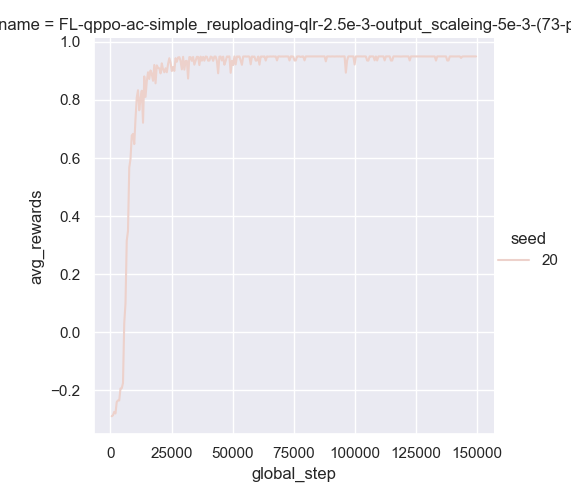 name = FL-qppo-ac-simple_reuploading-qlr-2.5e-3-output_scaleing-5e-3-(73-p
1.0
0.8
0.6
0.4
0.2
0.0
−0.2
avg_rewards
0 25000 50000 75000 100000 125000 150000
global_step
seed
20